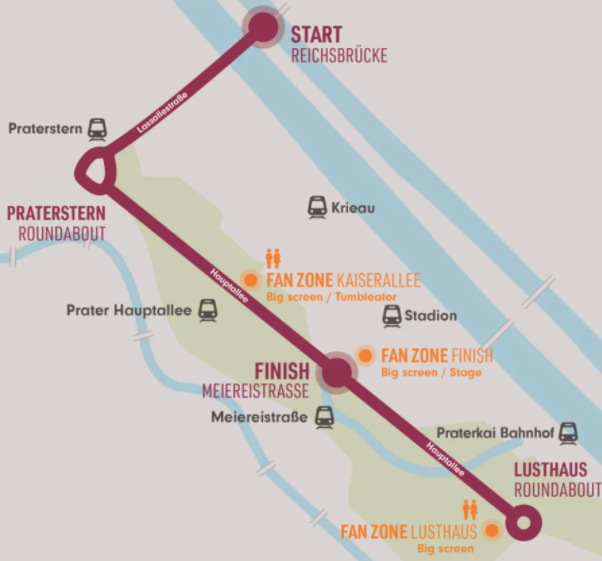 START
REICHSBRÜCKE
Lassallestraße
Praterstern
PRATERSTERN
ROUNDABOUT
Krieau
Hauptallee
FAN ZONE KAISERALLEE
Big screen / Tumbleator
Prater Hauptallee
Stadion
FAN ZONE FINISH
Big screen / Stage
FINISH
MEIEREISTRASSE
Meiereistraße
Praterkai Bahnhof
Hauptallee
LUSTHAUS
ROUNDABOUT
FAN ZONE LUSTHAUS
Big screen